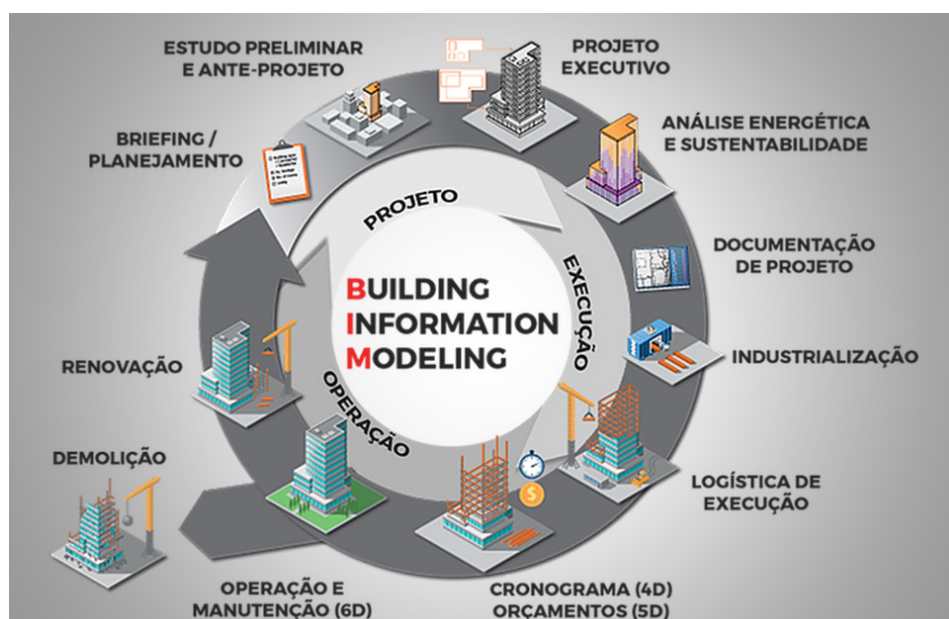 ESTUDO PRELIMINAR
E ANTE-PROJETO
PROJETO
EXECUTIVO
BRIEFING /
PLANEJAMENTO
ANÁLISE ENERGÉTICA
E SUSTENTABILIDADE
PROJETO
EXECUÇÃO
OPERAÇÃO
BUILDING
INFORMATION
MODELING
DOCUMENTAÇÃO
DE PROJETO
INDUSTRIALIZAÇÃO
RENOVAÇÃO
DEMOLIÇÃO
LOGÍSTICA DE
EXECUÇÃO
OPERAÇÃO E
MANUTENÇÃO (6D)
CRONOGRAMA (4D)
ORÇAMENTOS (5D)